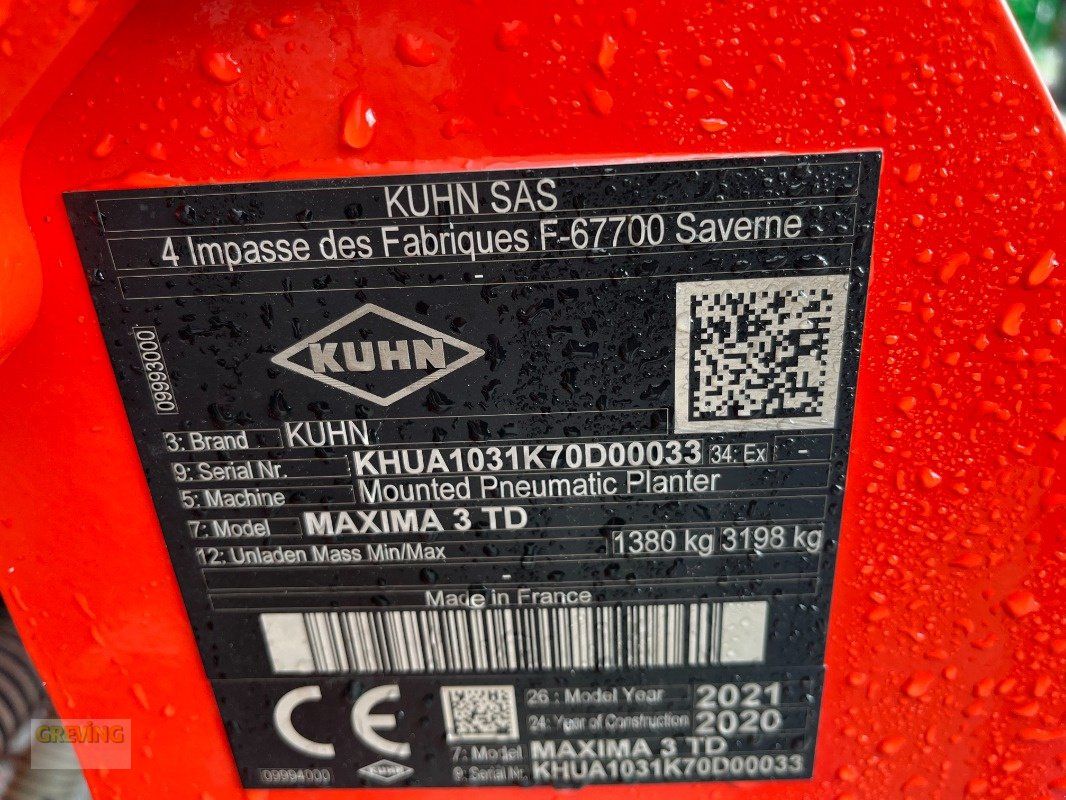 KUHN SAS
4 Impasse des Fabriques F-67700 Saverne
-
KUHN
09993000
3: Brand KUHN
9: Serial Nr. KHUA1031K70D00033 34: Ex -
5: Machine Mounted Pneumatic Planter
7: Model MAXIMA 3 TD
12: Unladen Mass Min/Max 1380 kg 3198 kg
-
Made in France
CE
26 : Model Year 2021
24: Year of Construction 2020
7: Model MAXIMA 3 TD
9: Serial Nr. KHUA1031K70D00033
09994000
KUHN
GREVING